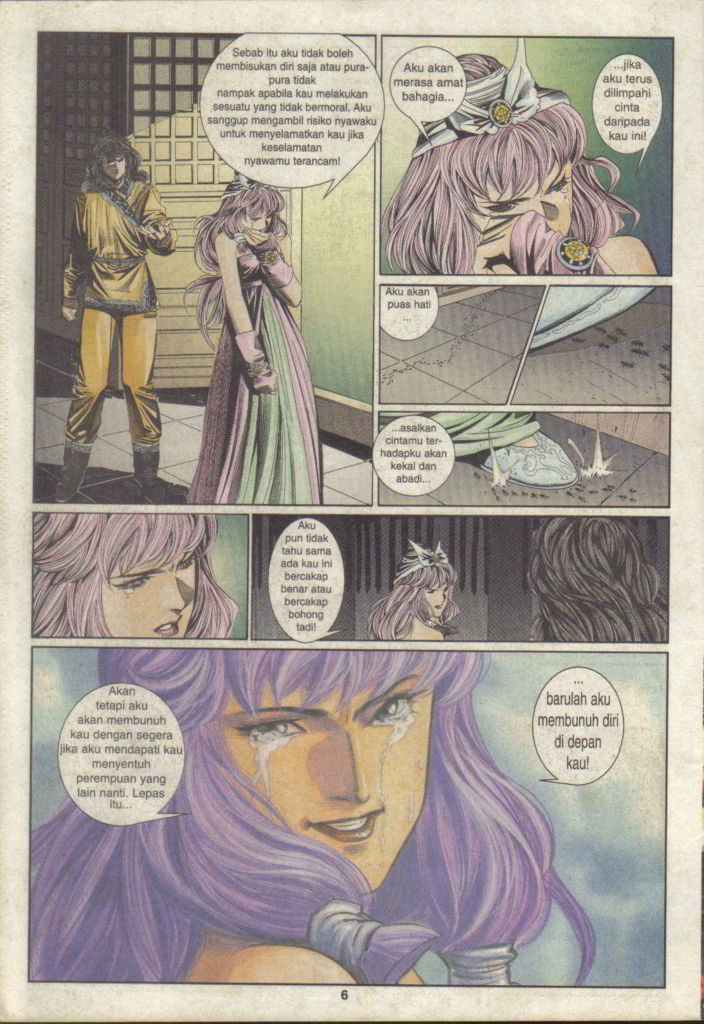 Sebab itu aku tidak boleh
membisukan diri saja atau pura-
pura tidak
nampak apabila kau melakukan
sesuatu yang tidak bermoral. Aku
sanggup mengambil risiko nyawaku
untuk menyelamatkan kau jika
keselamatan
nyawamu terancam!
Aku akan
merasa amat
bahagia...
...jika
aku terus
dilimpahi
cinta
daripada
kau ini!
Aku akan
puas hati
...
...asalkan
cintamu ter-
hadapku akan
kekal dan
abadi...
Aku
pun tidak
tahu sama
ada kau ini
bercakap
benar atau
bercakap
bohong
tadi!
Akan
tetapi aku
akan membunuh
kau dengan segera
jika aku mendapati kau
menyentuh
perempuan yang
lain nanti. Lepas
itu...
...
barulah aku
membunuh diri
di depan
kau!
6